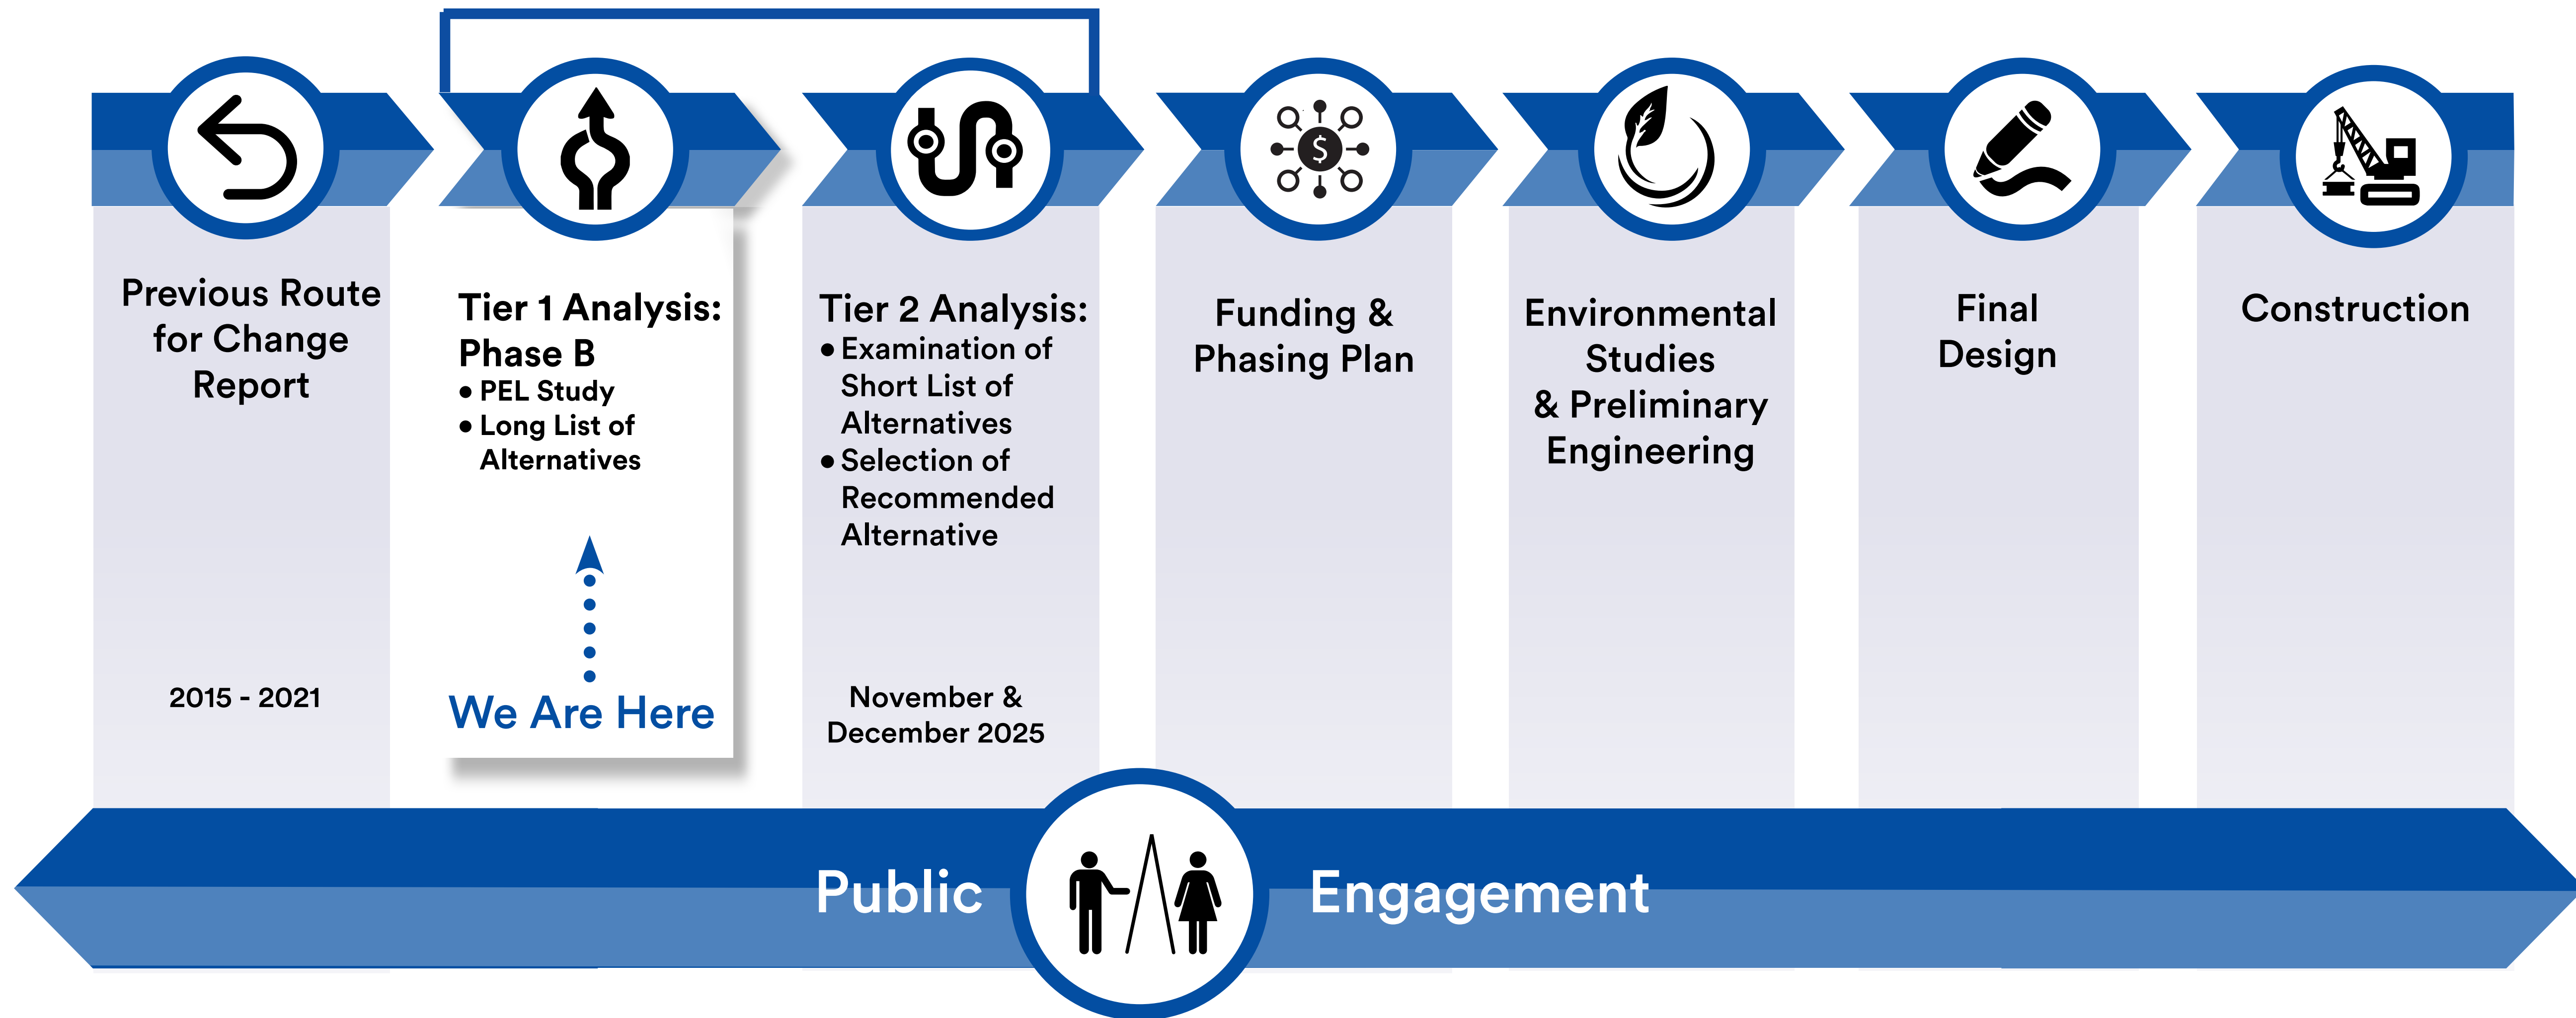 Previous Route
for Change
Report
2015 - 2021
Tier 1 Analysis:
Phase B
• PEL Study
• Long List of
Alternatives
We Are Here
Tier 2 Analysis:
• Examination of
Short List of
Alternatives
• Selection of
Recommended
Alternative
November &
December 2025
$
Funding &
Phasing Plan
Environmental
Studies
& Preliminary
Engineering
Final
Design
Construction
Public Engagement